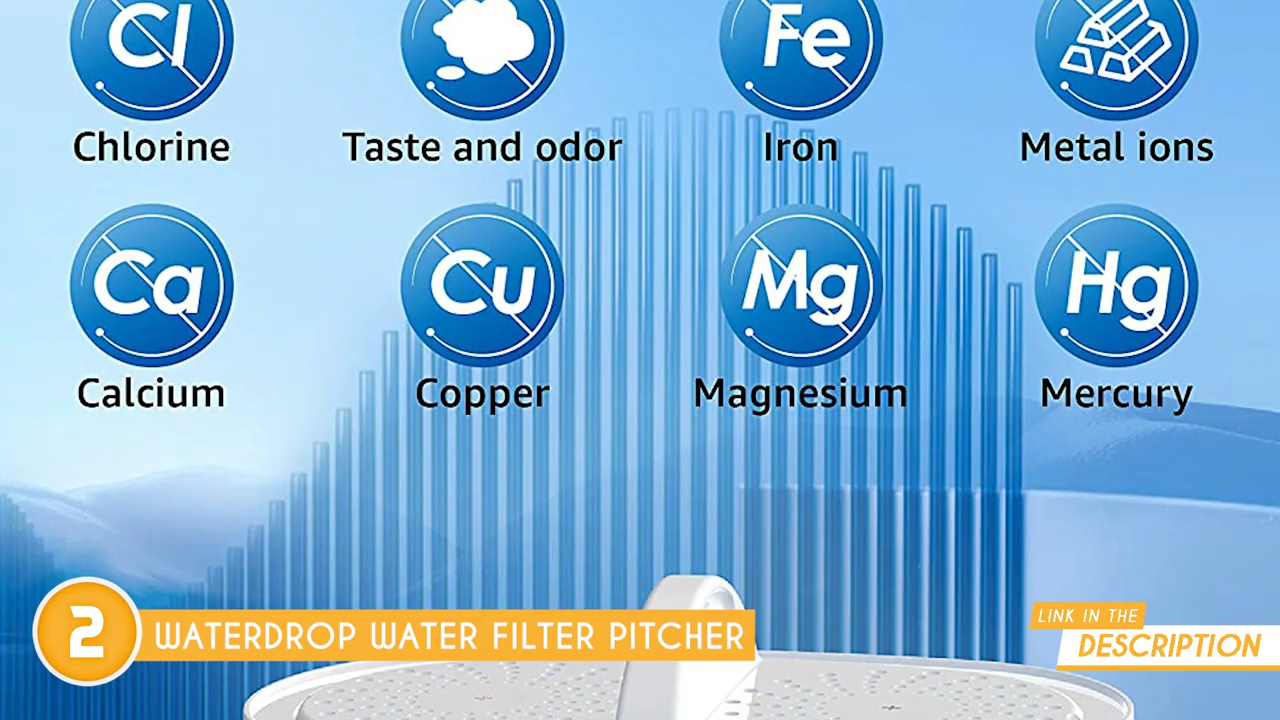 Cl
Fe
Chlorine
Taste and odor
Iron
Metal ions
Ca
Cu
Mg
Hg
Calcium
Copper
Magnesium
Mercury
2
WATERDROP WATER FILTER PITCHER
LINK IN THE
DESCRIPTION